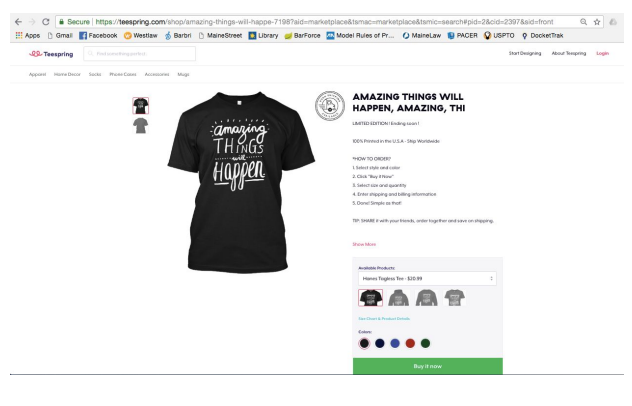 Secure https://teespring.com/shop/amazing-things-will-happe-7198?aid=marketplace&tsmac=marketplace&tsmic=search#pid=2&cid=2397&sid=front
Apps Gmail Facebook Westlaw Barbri MaineStreet Library BarForce Model Rules of Pr... MaineLaw PACER USPTO DocketTrak
Teespring
Find something perfect
Start Designing About Teespring Login
Apparel Home Decor Socks Phone Cases Accessories Mugs
amazing
THINGS
will
HAPPEN
AMAZING THINGS WILL
HAPPEN, AMAZING, THI
LIMITED EDITION ! Ending soon !
100% Printed in the U.S.A - Ship Worldwide
*HOW TO ORDER?
1. Select style and color
2. Click "Buy it Now"
3. Select size and quantity
4. Enter shipping and billing information
5. Done! Simple as that!
TIP: SHARE it with your friends, order together and save on shipping.
Show More
Available Products:
Hanes Tagless Tee - $20.99
Size Chart & Product Details
Colors:
Buy it now